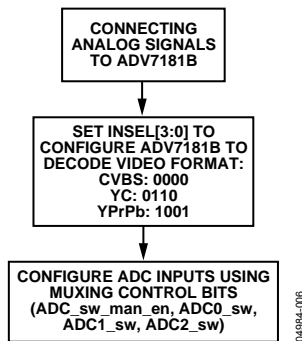 CONNECTING
ANALOG SIGNALS
TO ADV7181B
SET INSEL[3:0] TO
CONFIGURE ADV7181B TO
DECODE VIDEO FORMAT:
CVBS: 0000
YC: 0110
YPrPb: 1001
CONFIGURE ADC INPUTS USING
MUXING CONTROL BITS
(ADC_sw_man_en, ADC0_sw,
ADC1_sw, ADC2_sw)
04984-006